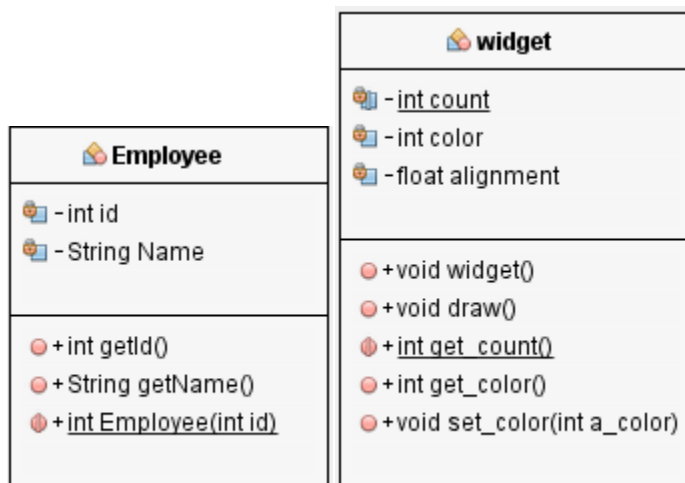 Employee
- int id
- String Name
+ int getId()
+ String getName()
+ int Employee(int id)
widget
- int count
- int color
- float alignment
+ void widget()
+ void draw()
+ int get_count()
+ int get_color()
+ void set_color(int a_color)